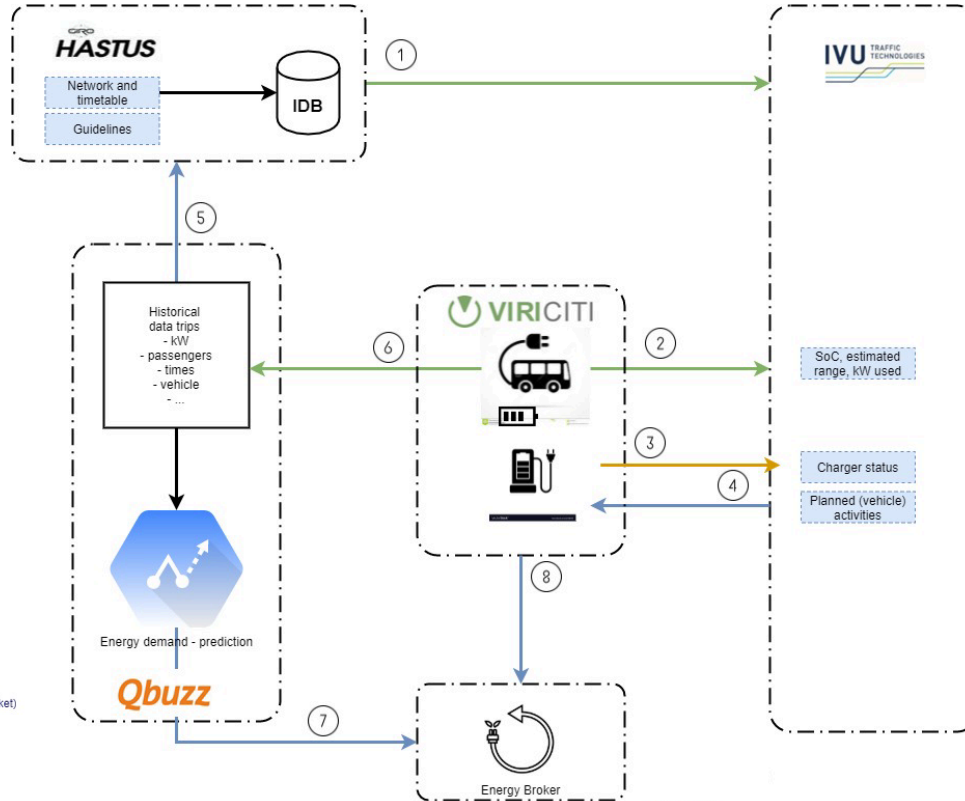 GIRO
HASTUS
Network and
timetable
Guidelines
IDB
1
IVU TRAFFIC
TECHNOLOGIES
5
Historical
data trips
- kW
- passengers
- times
- vehicle
- ...
6
VIRICITI
2
SoC, estimated
range, kW used
3
Charger status
4
Planned (vehicle)
activities
8
Energy demand - prediction
Qbuzz
ket)
7
Energy Broker